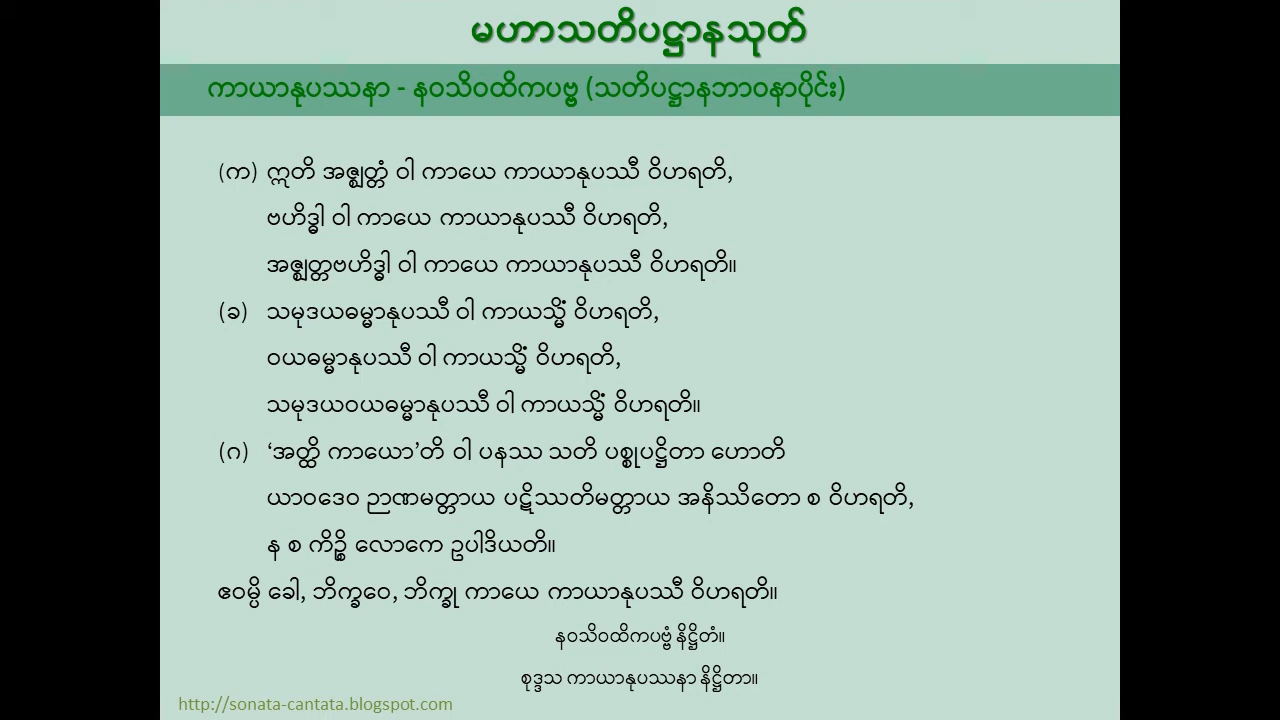 မဟာသတိပဋ္ဌာနသုတ်
ကာယာနုပဿနာ - နဝသိဝထိကပဗ္ဗ (သတိပဋ္ဌာနဘာဝနာပိုင်း)
(က) ဣတိ အဇ္ဈတ္တံ ဝါ ကာယေ ကာယာနုပဿီ ဝိဟရတိ,
ဗဟိဒ္ဓါ ဝါ ကာယေ ကာယာနုပဿီ ဝိဟရတိ,
အဇ္ဈတ္တဗဟိဒ္ဓါ ဝါ ကာယေ ကာယာနုပဿီ ဝိဟရတိ။
(ခ) သမုဒယဓမ္မာနုပဿီ ဝါ ကာယသ္မိံ ဝိဟရတိ,
ဝယဓမ္မာနုပဿီ ဝါ ကာယသ္မိံ ဝိဟရတိ,
သမုဒယဝယဓမ္မာနုပဿီ ဝါ ကာယသ္မိံ ဝိဟရတိ။
(ဂ) ‘အတ္ထိ ကာယော’တိ ဝါ ပနဿ သတိ ပစ္စုပဋ္ဌိတာ ဟောတိ
ယာဝဒေဝ ဉာဏမတ္တာယ ပဋိဿတိမတ္တာယ အနိဿိတော စ ဝိဟရတိ,
န စ ကိဉ္စိ လောကေ ဥပါဒိယတိ။
ဧဝမ္ပိ ခေါ, ဘိက္ခဝေ, ဘိက္ခု ကာယေ ကာယာနုပဿီ ဝိဟရတိ။
နဝသိဝထိကပဗ္ဗံ နိဋ္ဌိတံ။
စုဒ္ဒသ ကာယာနုပဿနာ နိဋ္ဌိတာ။
http://sonata-cantata.blogspot.com